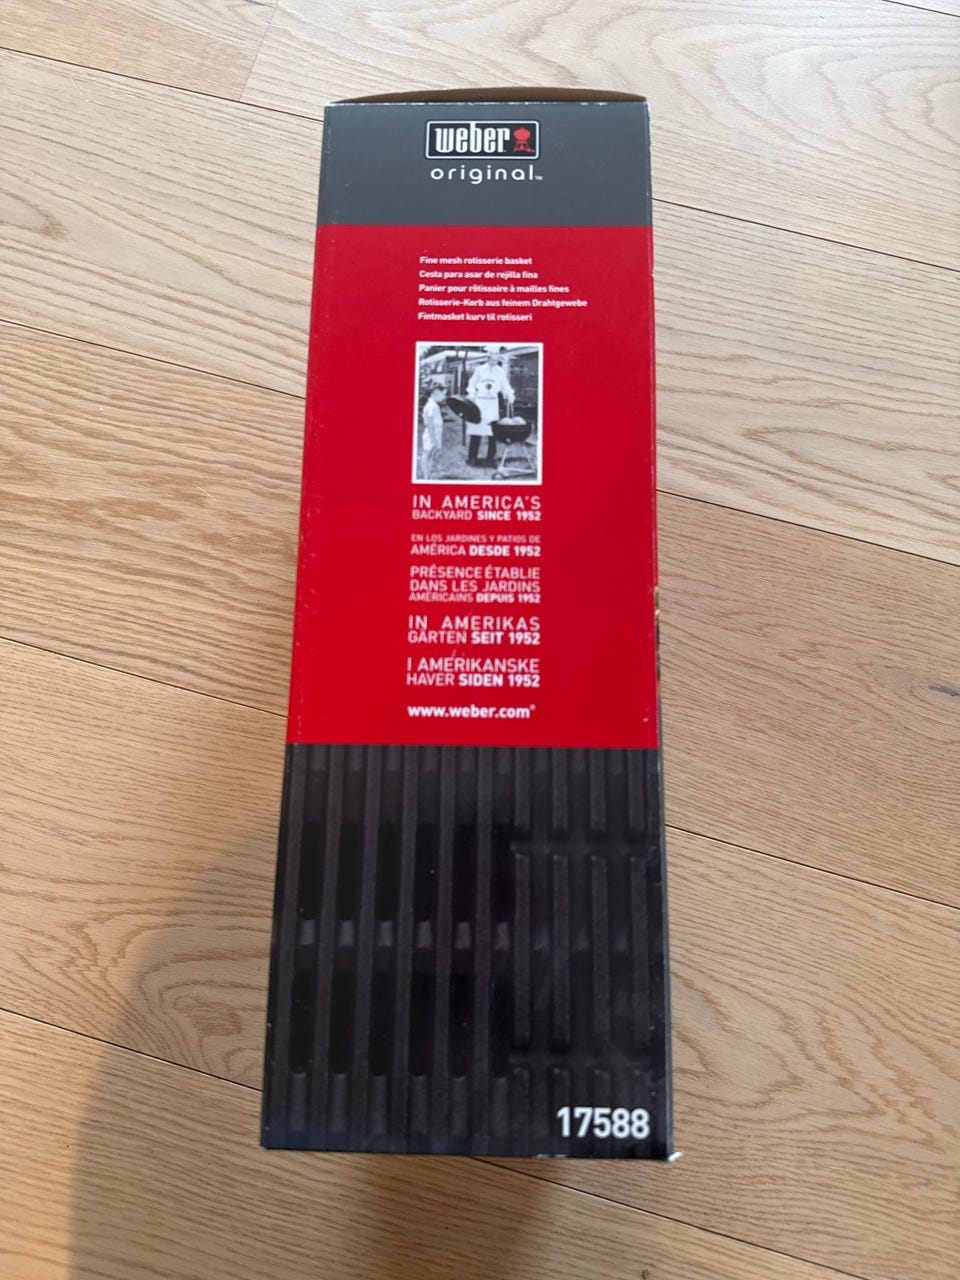 weber
original™
Fine mesh rotisserie basket
Cesta para asar de rejilla fina
Panier pour rôtissoire à mailles fines
Rotisserie-Korb aus feinem Drahtgewebe
Fintmasket kurv til rotisseri
IN AMERICA'S
BACKYARD SINCE 1952
EN LOS JARDINES Y PATIOS DE
AMÉRICA DESDE 1952
PRÉSENCE ÉTABLIE
DANS LES JARDINS
AMÉRICAINS DEPUIS 1952
IN AMERIKAS
GÄRTEN SEIT 1952
I AMERIKANSKE
HAVER SIDEN 1952
www.weber.com®
17588